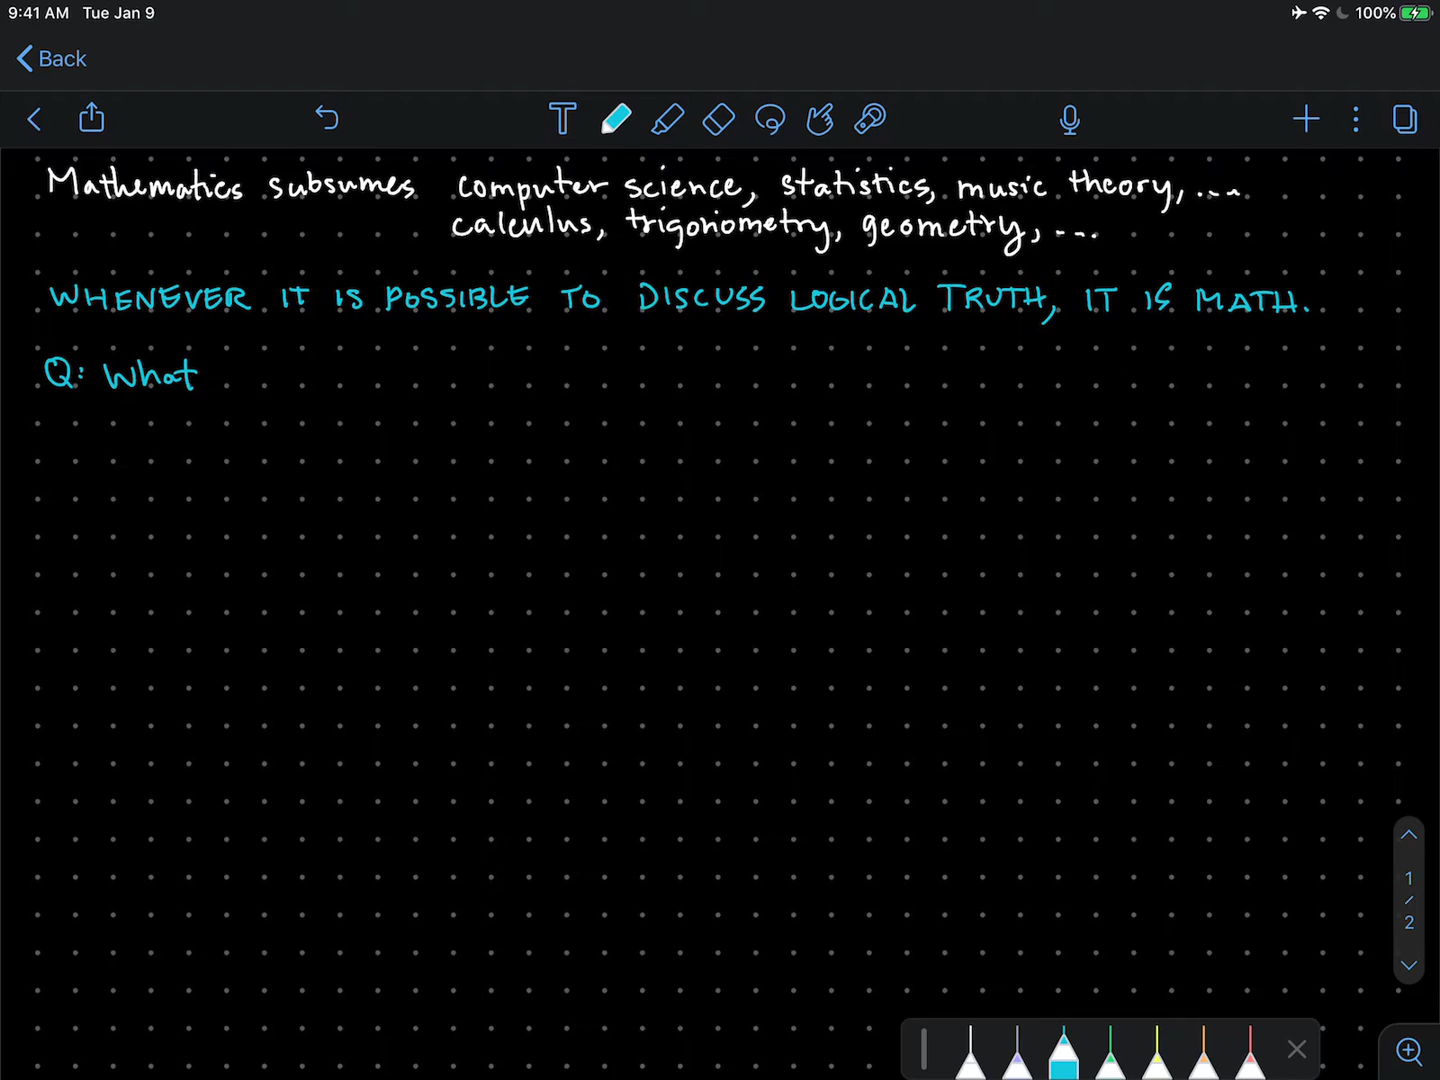 9:41 AM Tue Jan 9 100%
Back
T
Mathematics subsumes computer science, statistics, music theory, ...
calculus, trigonometry, geometry, ...
WHENEVER IT IS POSSIBLE TO DISCUSS LOGICAL TRUTH, IT IS MATH.
Q: What
1
/
2